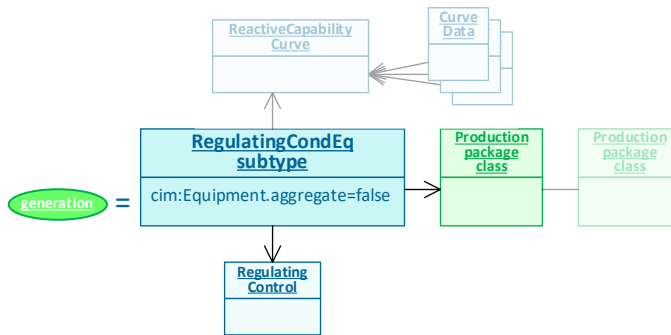 ReactiveCapability
Curve
Curve
Data
RegulatingCondEq
subtype
cim:Equipment.aggregate=false
Production
package
class
Production
package
class
generation
=
Regulating
Control